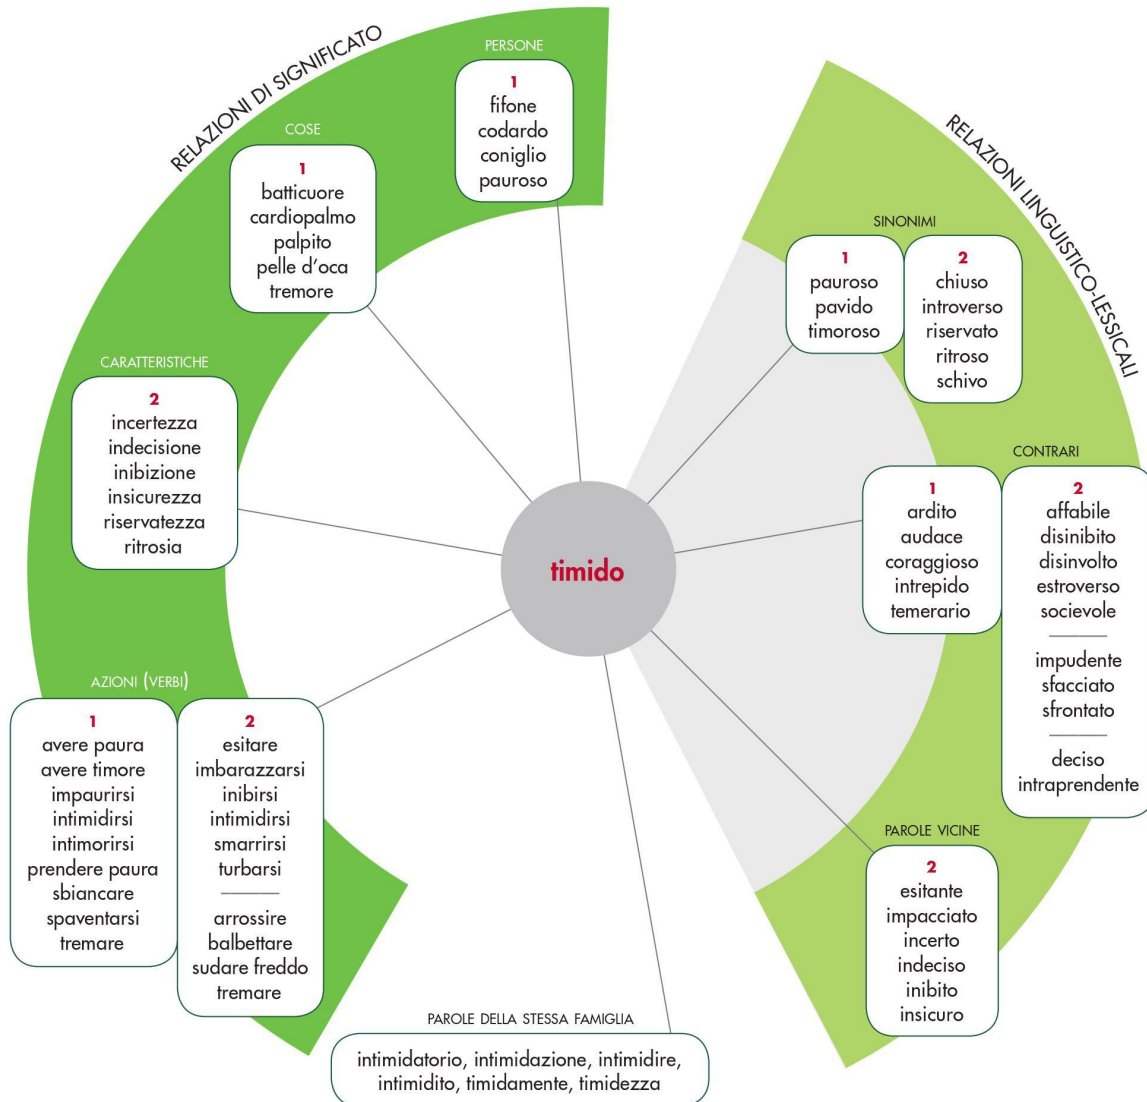 RELAZIONI DI SIGNIFICATO
PERSONE
1
fifone
codardo
coniglio
pauroso
COSE
1
batticuore
cardiopalmo
palpito
pelle d'oca
tremore
CARATTERISTICHE
2
incertezza
indecisione
inibizione
insicurezza
riservatezza
ritrosia
AZIONI (VERBI)
1
avere paura
avere timore
impaurirsi
intimidirsi
intimorirsi
prendere paura
sbiancare
spaventarsi
tremare
2
esitare
imbarazzarsi
inibirsi
intimidirsi
smarrirsi
turbarsi
arrossire
balbettare
sudare freddo
tremare
timido
PAROLE DELLA STESSA FAMIGLIA
intimidatorio, intimidazione, intimidire,
intimidito, timidamente, timidezza
RELAZIONI LINGUISTICO-LESSICALI
SINONIMI
1
pauroso
pavido
timoroso
2
chiuso
introverso
riservato
ritroso
schivo
CONTRARI
1
ardito
audace
coraggioso
intrepido
temerario
2
affabile
disinibito
disinvolto
estroverso
socievole
impudente
sfacciato
sfrontato
deciso
intraprendente
PAROLE VICINE
2
esitante
impacciato
incerto
indeciso
inibito
insicuro